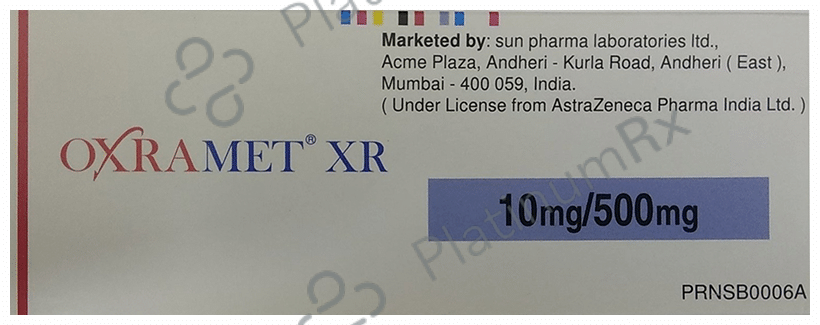 Marketed by: sun pharma laboratories ltd.,
Acme Plaza, Andheri - Kurla Road, Andheri ( East ),
Mumbai - 400 059, India.
( Under License from AstraZeneca Pharma India Ltd. )
OXRAMET® XR
10mg/500mg
PRNSB0006A
PlatinumRx